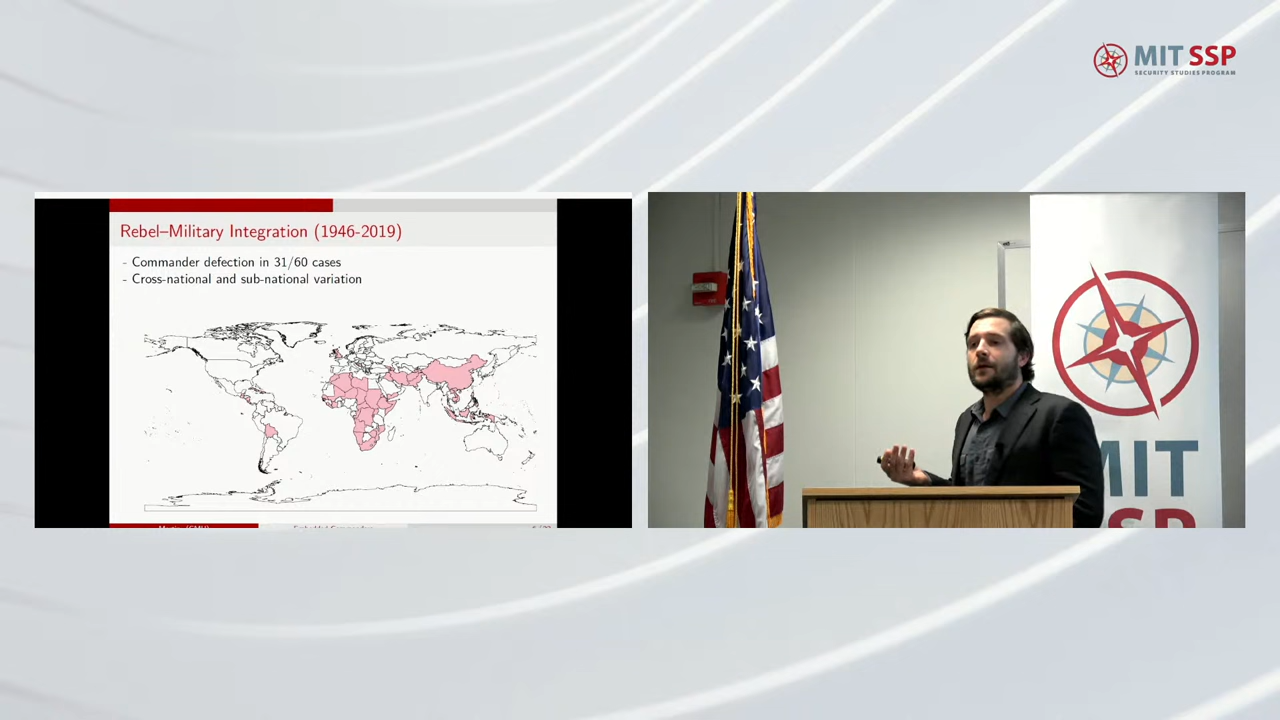 MIT SSP
SECURITY STUDIES PROGRAM
Rebel–Military Integration (1946-2019)
- Commander defection in 31/60 cases
- Cross-national and sub-national variation
MIT
SSP